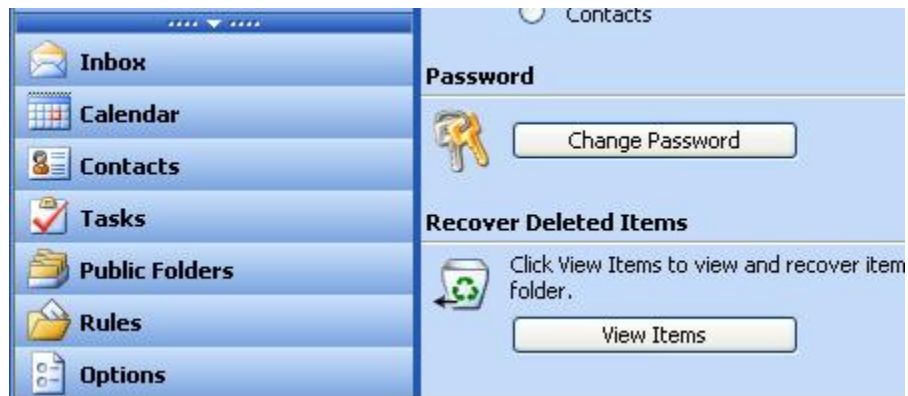 Inbox
Calendar
Contacts
Tasks
Public Folders
Rules
Options
Contacts
Password
Change Password
Recover Deleted Items
Click View Items to view and recover item
folder.
View Items